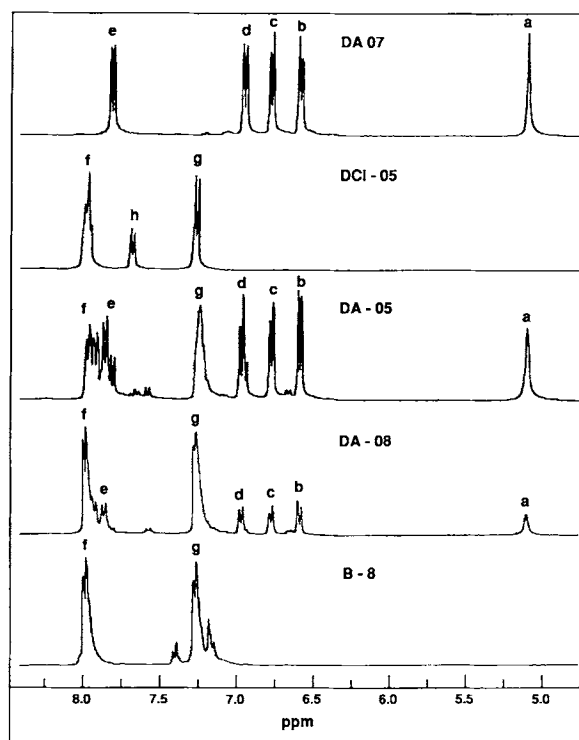 e d c b a
DA 07
f h g
DCl - 05
f e g d c b a
DA - 05
f e g d c b a
DA - 08
f g
B - 8
8.0 7.5 7.0 6.5 6.0 5.5 5.0
ppm